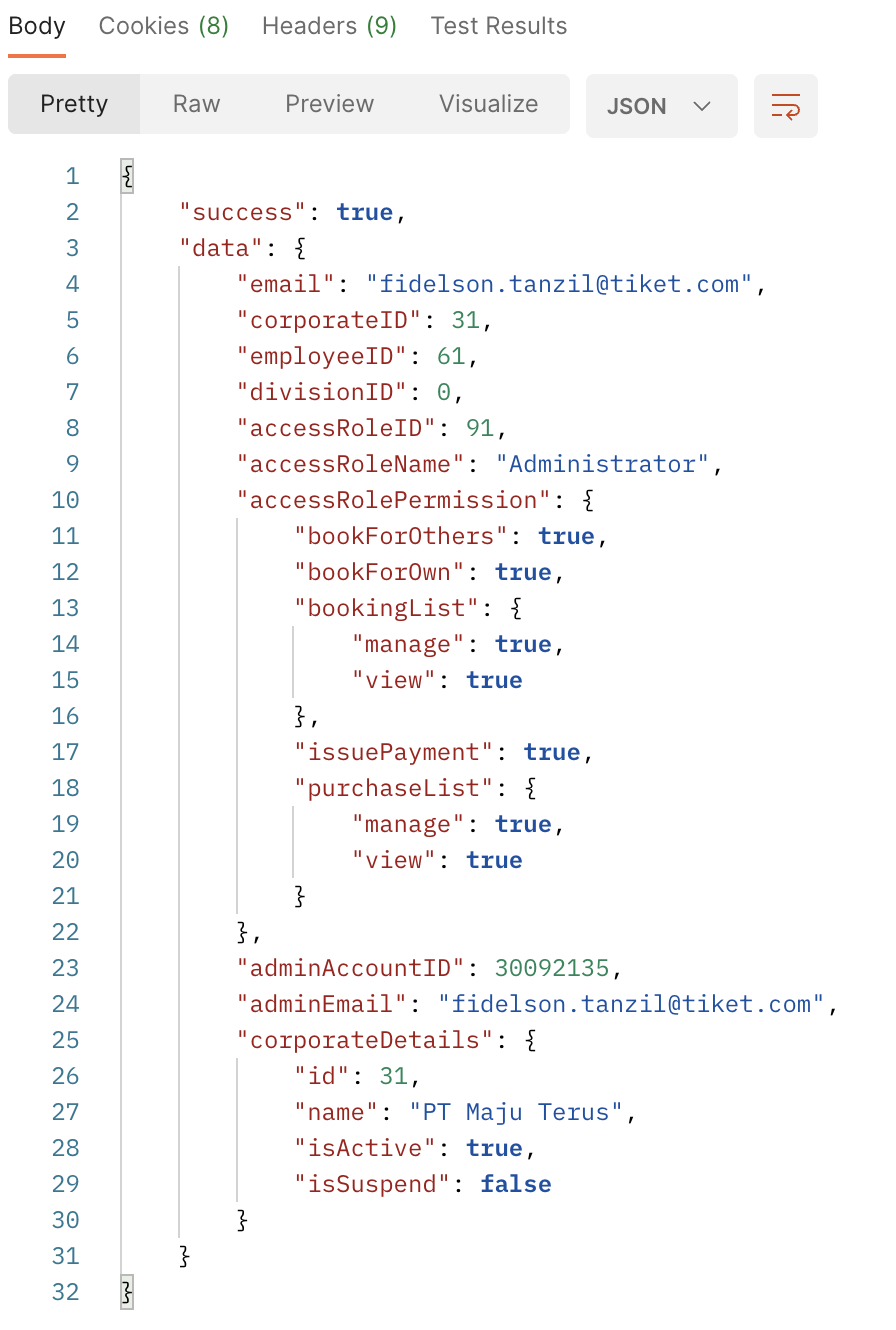 Body Cookies (8) Headers (9) Test Results
Pretty Raw Preview Visualize JSON
1 {
2 "success": true,
3 "data": {
4 "email": "fidelson.tanzil@tiket.com",
5 "corporateID": 31,
6 "employeeID": 61,
7 "divisionID": 0,
8 "accessRoleID": 91,
9 "accessRoleName": "Administrator",
10 "accessRolePermission": {
11 "bookForOthers": true,
12 "bookForOwn": true,
13 "bookingList": {
14 "manage": true,
15 "view": true
16 },
17 "issuePayment": true,
18 "purchaseList": {
19 "manage": true,
20 "view": true
21 }
22 },
23 "adminAccountID": 30092135,
24 "adminEmail": "fidelson.tanzil@tiket.com",
25 "corporateDetails": {
26 "id": 31,
27 "name": "PT Maju Terus",
28 "isActive": true,
29 "isSuspend": false
30 }
31 }
32 }